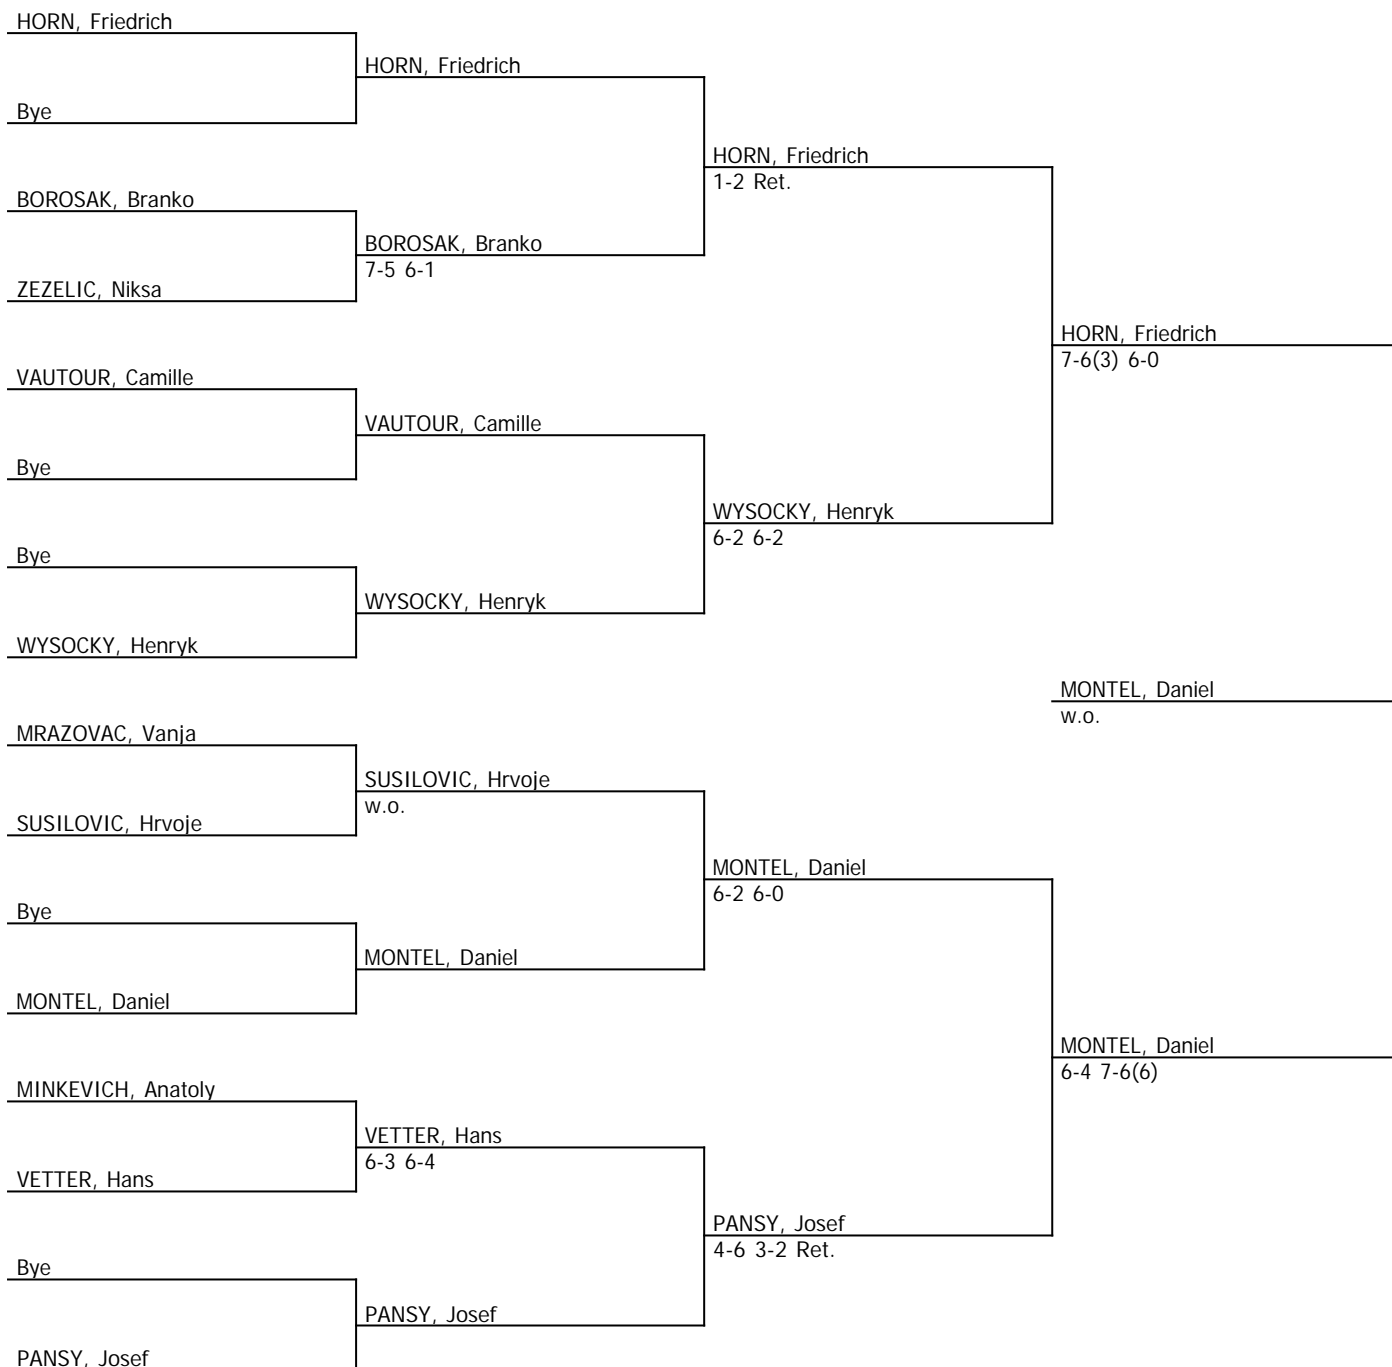 HORN, Friedrich
Bye
BOROSAK, Branko
ZEZELIC, Niksa
VAUTOUR, Camille
Bye
Bye
WYSOCKY, Henryk
MRAZOVAC, Vanja
SUSILOVIC, Hrvoje
Bye
MONTEL, Daniel
MINKEVICH, Anatoly
VETTER, Hans
Bye
PANSY, Josef
HORN, Friedrich
BOROSAK, Branko
7-5 6-1
VAUTOUR, Camille
WYSOCKY, Henryk
SUSILOVIC, Hrvoje
w.o.
MONTEL, Daniel
VETTER, Hans
6-3 6-4
PANSY, Josef
HORN, Friedrich
1-2 Ret.
WYSOCKY, Henryk
6-2 6-2
MONTEL, Daniel
6-2 6-0
PANSY, Josef
4-6 3-2 Ret.
HORN, Friedrich
7-6(3) 6-0
MONTEL, Daniel
w.o.
MONTEL, Daniel
6-4 7-6(6)